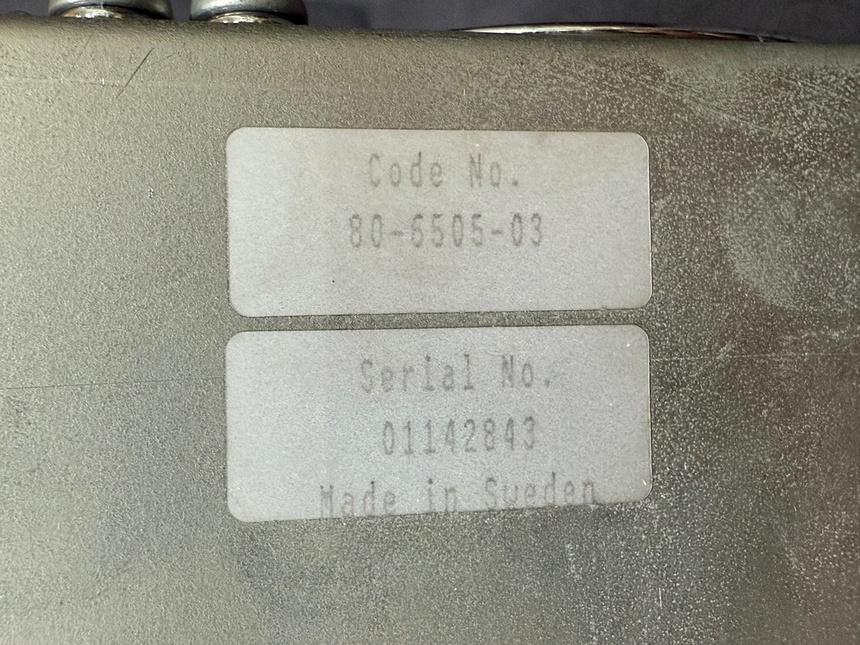 Code No.
80-6505-03
Serial No.
01142843
Made in Sweden